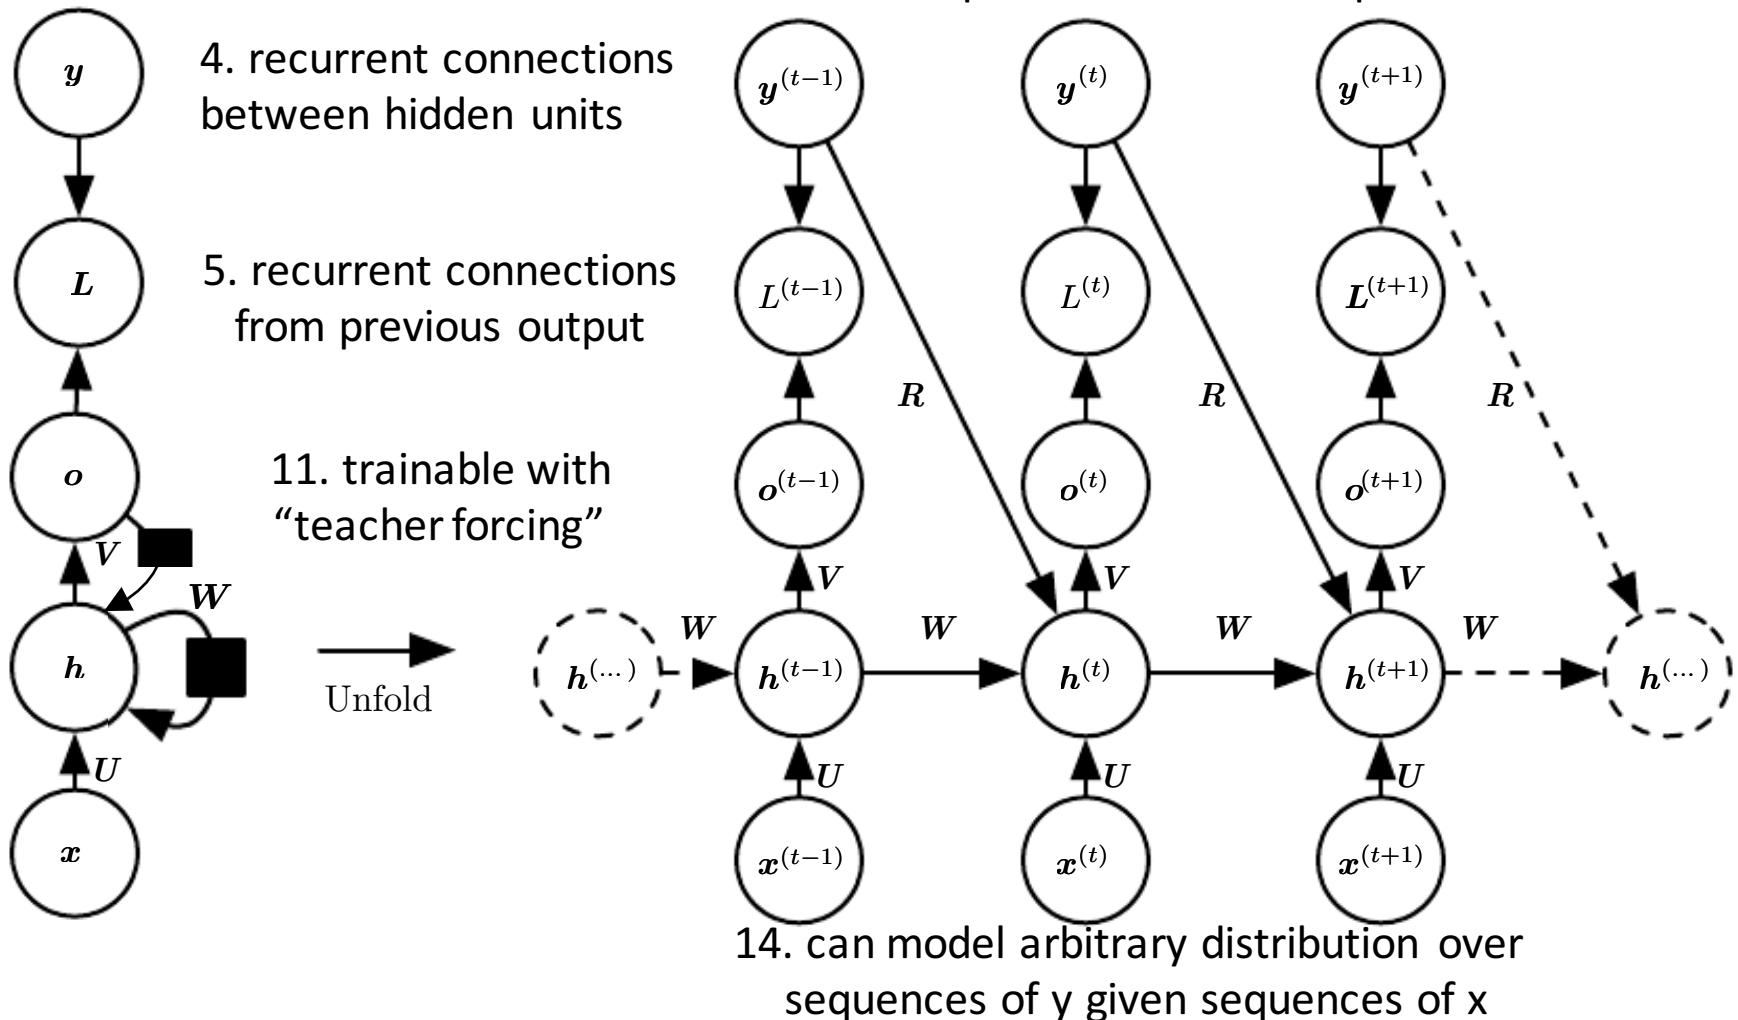 y
4. recurrent connections
between hidden units
L
5. recurrent connections
from previous output
o
11. trainable with
“teacher forcing”
V
W
h
Unfold
U
x
y(t−1)
y(t)
y(t+1)
L(t−1)
L(t)
L(t+1)
R
R
R
o(t−1)
o(t)
o(t+1)
V
V
V
W
W
W
W
h(...)
h(t−1)
h(t)
h(t+1)
h(...)
U
U
U
x(t−1)
x(t)
x(t+1)
14. can model arbitrary distribution over
sequences of y given sequences of x